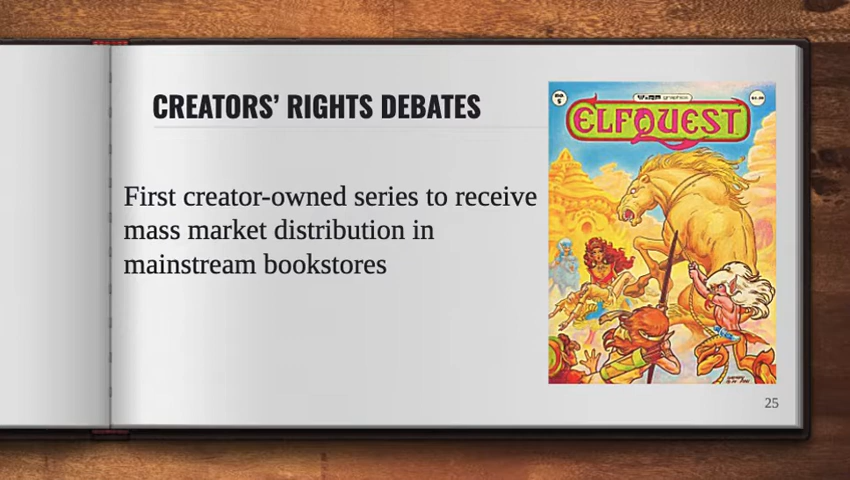 CREATORS' RIGHTS DEBATES
First creator-owned series to receive
mass market distribution in
mainstream bookstores
ELFQUEST
25